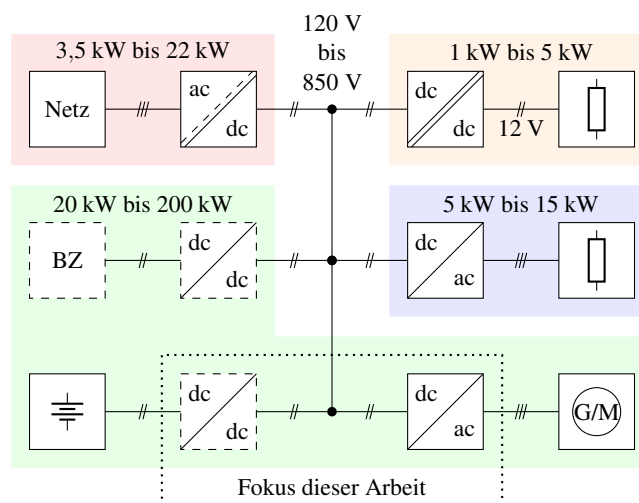 3,5 kW bis 22 kW
120 V
bis
850 V
1 kW bis 5 kW
Netz
ac
dc
dc
dc
12 V
20 kW bis 200 kW
5 kW bis 15 kW
BZ
dc
dc
dc
ac
dc
dc
dc
ac
G/M
Fokus dieser Arbeit